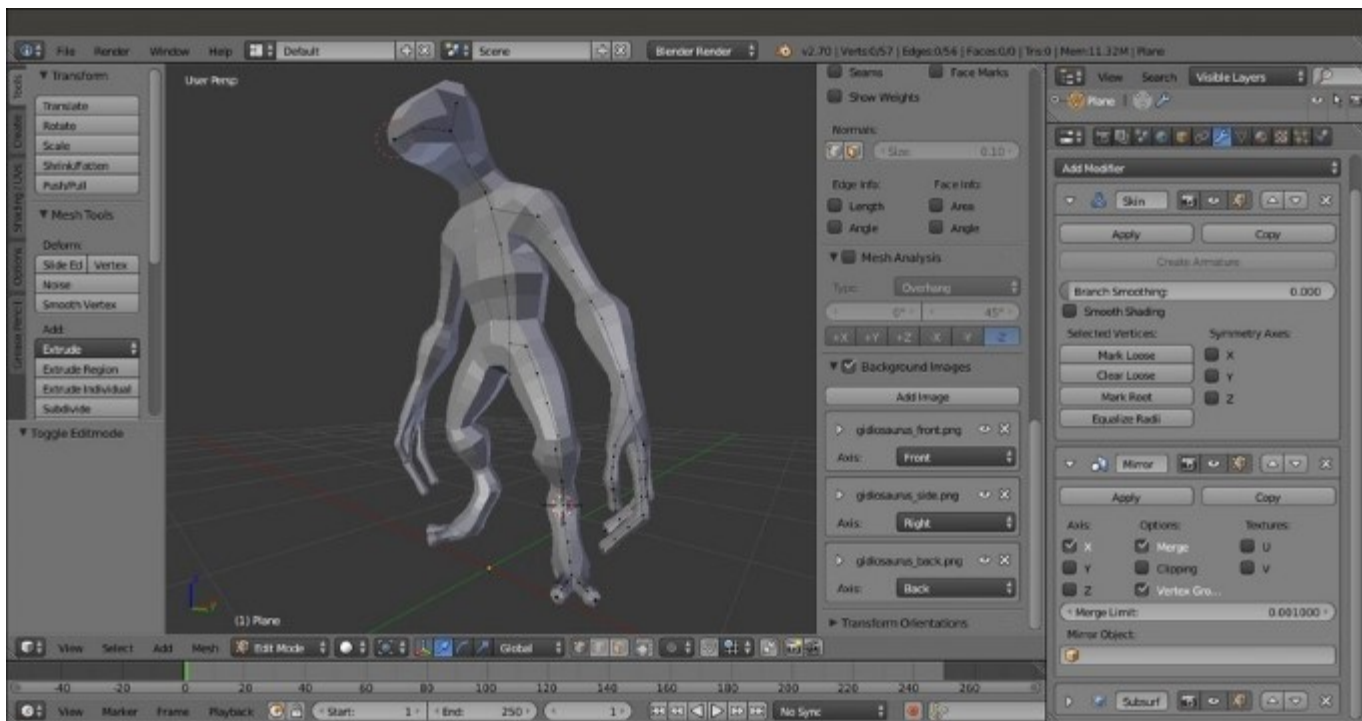 File Render Window Help Default Scene Blender Render v2.70 | Verts:0/57 | Edges:0/56 | Faces:0/0 | Tris:0 | Mem:11.32M | Plane
Tools
Create
Shading / UVs
Options
Grease Pencil
Transform
Translate
Rotate
Scale
Shrink/Fatten
Push/Pull
Mesh Tools
Deform:
Slide Ed Vertex
Noise
Smooth Vertex
Add:
Extrude
Extrude Region
Extrude Individual
Subdivide
Toggle Editmode
User Persp
(1) Plane
Seams Face Marks
Show Weights
Normals:
Size: 0.10
Edge Info: Face Info:
Length Area
Angle Angle
Mesh Analysis
Type: Overhang
0° 45°
+X +Y +Z -X -Y -Z
Background Images
Add Image
gidiosaurus_front.png
Axis: Front
gidiosaurus_side.png
Axis: Right
gidiosaurus_back.png
Axis: Back
Transform Orientations
View Search Visible Layers
Plane
Add Modifier
Skin
Apply Copy
Create Armature
Branch Smoothing: 0.000
Smooth Shading
Selected Vertices: Symmetry Axes:
Mark Loose X
Clear Loose Y
Mark Root Z
Equalize Radii
Mirror
Apply Copy
Axis: Options: Textures:
X Merge U
Y Clipping V
Z Vertex Gro...
Merge Limit: 0.001000
Mirror Object:
Subsurf
View Select Add Mesh Edit Mode Global
-40 -20 0 20 40 60 80 100 120 140 160 180 200 220 240 260
View Marker Frame Playback Start: 1 End: 250 1 No Sync